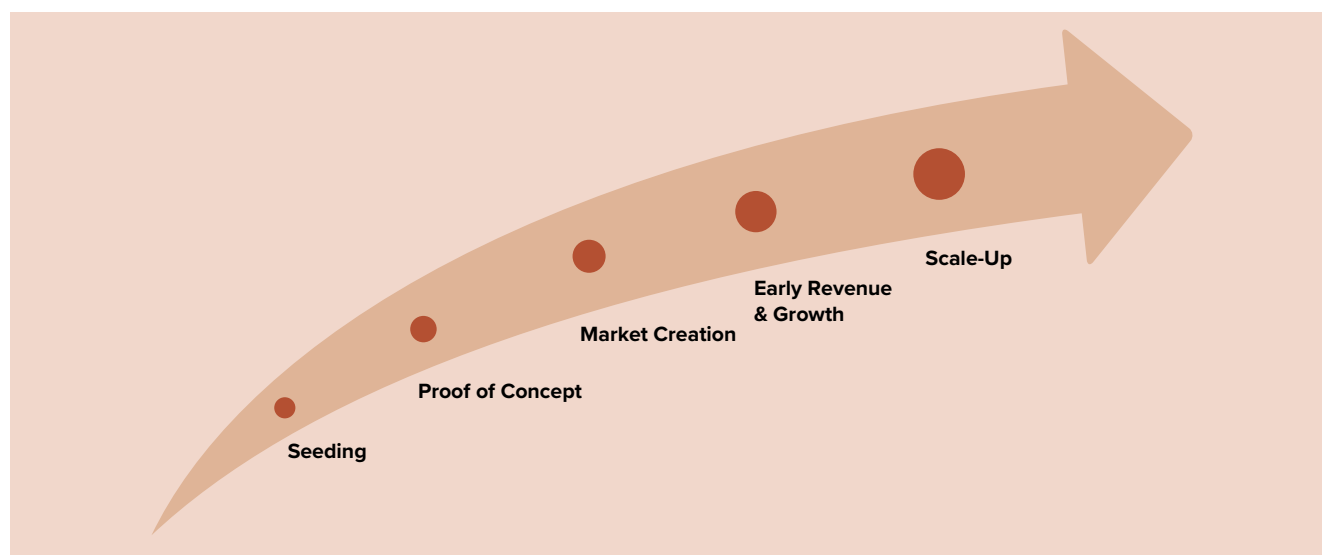 Seeding
Proof of Concept
Market Creation
Early Revenue
& Growth
Scale-Up